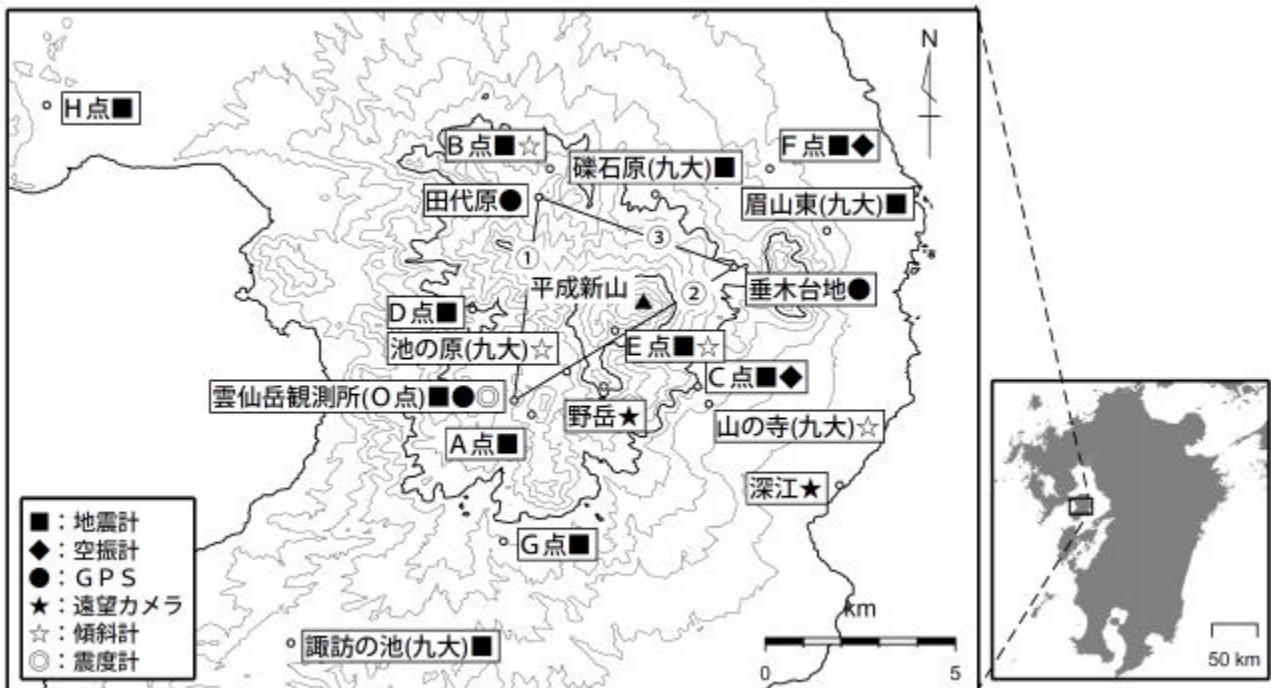 N
H点■
B点■☆
F点■◆
礫石原(九大)■
田代原●
眉山東(九大)■
③
①
平成新山
②
垂木台地●
D点■
池の原(九大)☆
E点■☆
C点■◆
雲仙岳観測所(O点)■●◎
野岳★
山の寺(九大)☆
A点■
深江★
G点■
諏訪の池(九大)■
■:地震計
◆:空振計
●:GPS
★:遠望カメラ
☆:傾斜計
◎:震度計
km
0 5
50 km